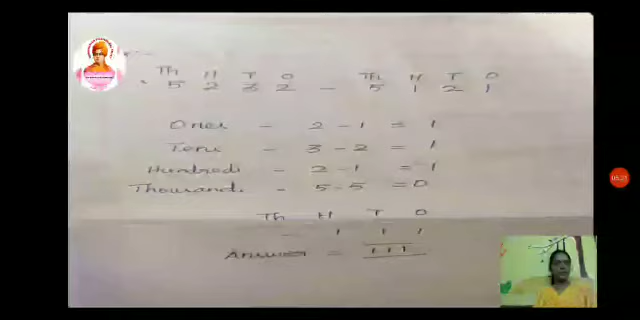 Th H T O Th H T O
5 2 3 2 - 5 1 2 1
Ones - 2 - 1 = 1
Tens - 3 - 2 = 1
Hundreds - 2 - 1 = 1
Thousands - 5 - 5 = 0
Th H T O
- 1 1 1
Answer = 111